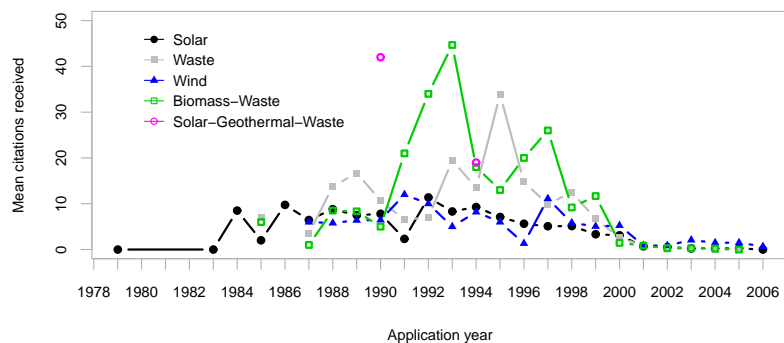 50
40
30
20
10
0
Mean citations received
Solar
Waste
Wind
Biomass−Waste
Solar−Geothermal−Waste
1978 1980 1982 1984 1986 1988 1990 1992 1994 1996 1998 2000 2002 2004 2006
Application year